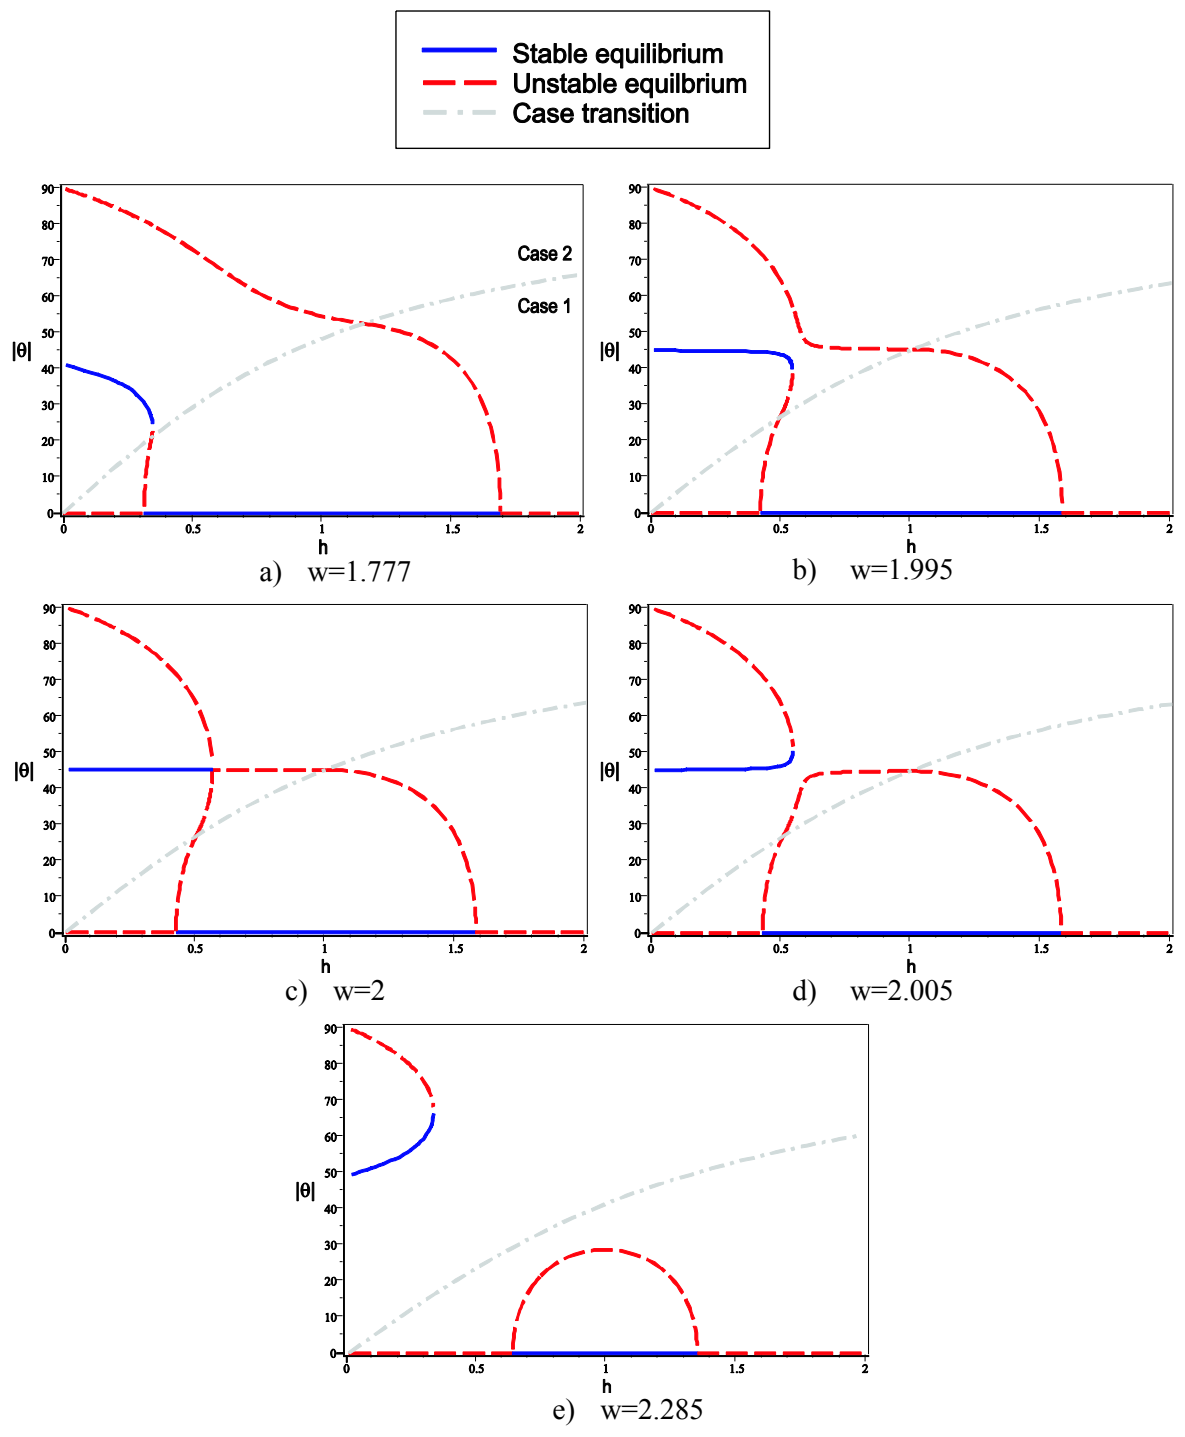 Stable equilibrium
Unstable equilbrium
Case transition
90
80
70
60
50
40
30
20
10
0
|θ|
Case 2
Case 1
0 0.5 1 1.5 2
h
a) w=1.777
90
80
70
60
50
40
30
20
10
0
|θ|
0 0.5 1 1.5 2
h
b) w=1.995
90
80
70
60
50
40
30
20
10
0
|θ|
0 0.5 1 1.5 2
h
c) w=2
90
80
70
60
50
40
30
20
10
0
|θ|
0 0.5 1 1.5 2
h
d) w=2.005
90
80
70
60
50
40
30
20
10
0
|θ|
0 0.5 1 1.5 2
h
e) w=2.285